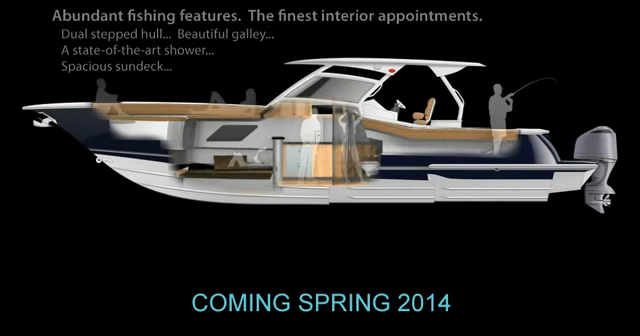 Abundant fishing features.  The finest interior appointments.
Dual stepped hull...  Beautiful galley...
A state-of-the-art shower...
Spacious sundeck...
COMING SPRING 2014